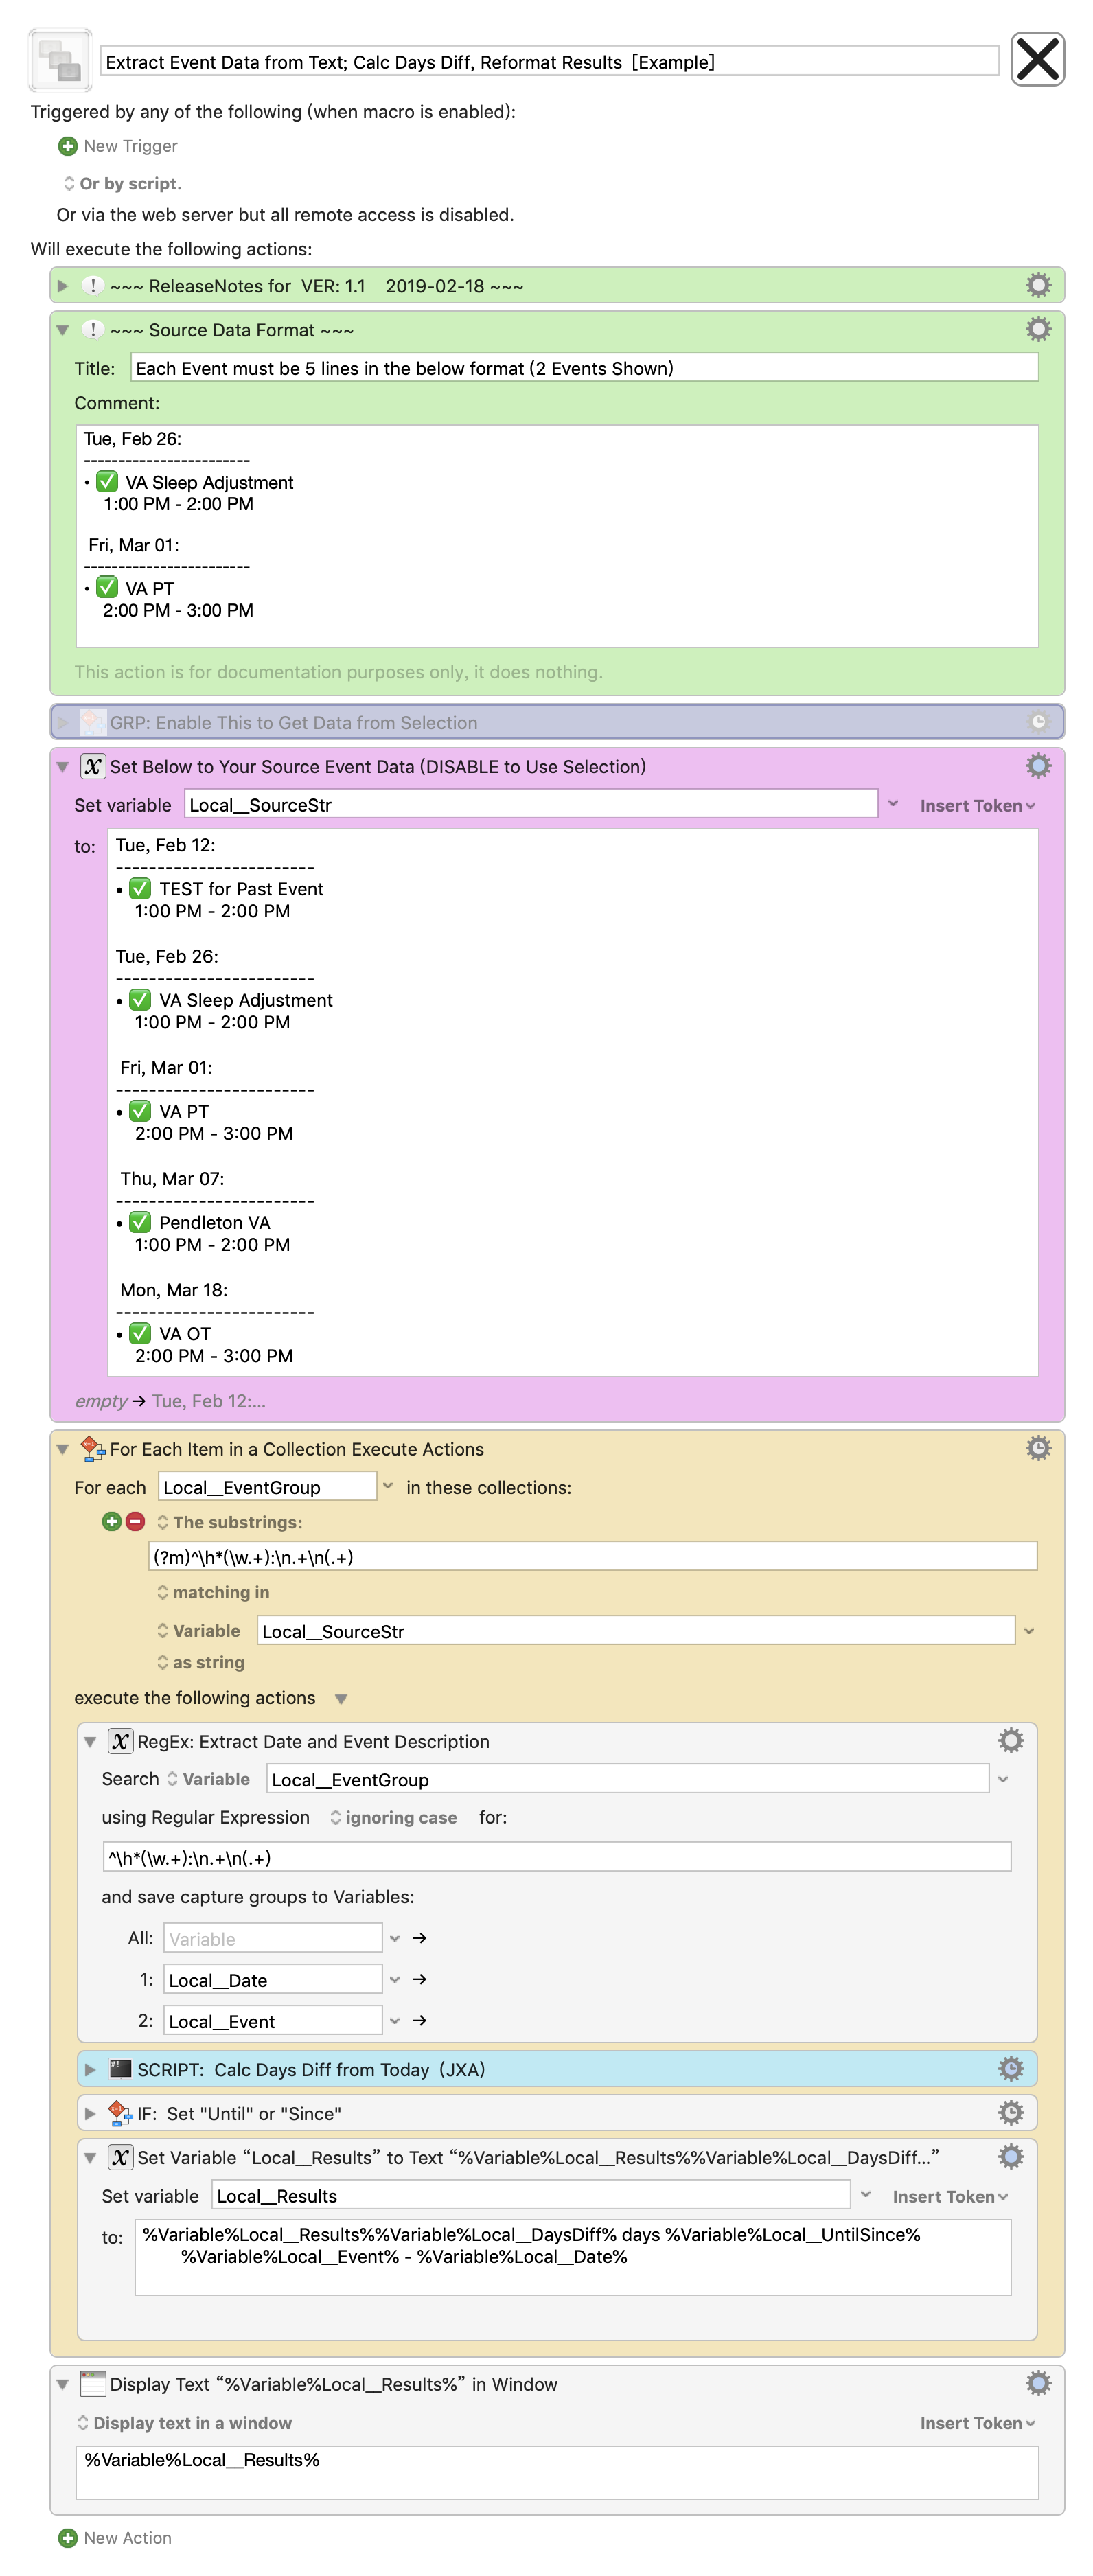 Extract Event Data from Text; Calc Days Diff, Reformat Results [Example]
Triggered by any of the following (when macro is enabled):
New Trigger
Or by script.
Or via the web server but all remote access is disabled.
Will execute the following actions:
! ~~~ ReleaseNotes for VER: 1.1 2019-02-18 ~~~
! ~~~ Source Data Format ~~~
Title: Each Event must be 5 lines in the below format (2 Events Shown)
Comment:
Tue, Feb 26:
------------------------
• ✅ VA Sleep Adjustment
1:00 PM - 2:00 PM
Fri, Mar 01:
------------------------
• ✅ VA PT
2:00 PM - 3:00 PM
This action is for documentation purposes only, it does nothing.
GRP: Enable This to Get Data from Selection
X Set Below to Your Source Event Data (DISABLE to Use Selection)
Set variable Local__SourceStr Insert Token
to: Tue, Feb 12:
------------------------
• ✅ TEST for Past Event
1:00 PM - 2:00 PM
Tue, Feb 26:
------------------------
• ✅ VA Sleep Adjustment
1:00 PM - 2:00 PM
Fri, Mar 01:
------------------------
• ✅ VA PT
2:00 PM - 3:00 PM
Thu, Mar 07:
------------------------
• ✅ Pendleton VA
1:00 PM - 2:00 PM
Mon, Mar 18:
------------------------
• ✅ VA OT
2:00 PM - 3:00 PM
empty → Tue, Feb 12:...
For Each Item in a Collection Execute Actions
For each Local__EventGroup in these collections:
The substrings:
(?m)^\h*(\w.+):\n.+\n(.+)
matching in
Variable Local__SourceStr
as string
execute the following actions
X RegEx: Extract Date and Event Description
Search Variable Local__EventGroup
using Regular Expression ignoring case for:
^\h*(\w.+):\n.+\n(.+)
and save capture groups to Variables:
All: Variable →
1: Local__Date →
2: Local__Event →
SCRIPT: Calc Days Diff from Today (JXA)
IF: Set "Until" or "Since"
X Set Variable “Local__Results” to Text “%Variable%Local__Results%%Variable%Local__DaysDiff...”
Set variable Local__Results Insert Token
to: %Variable%Local__Results%%Variable%Local__DaysDiff% days %Variable%Local__UntilSince%
%Variable%Local__Event% - %Variable%Local__Date%
Display Text “%Variable%Local__Results%” in Window
Display text in a window Insert Token
%Variable%Local__Results%
New Action